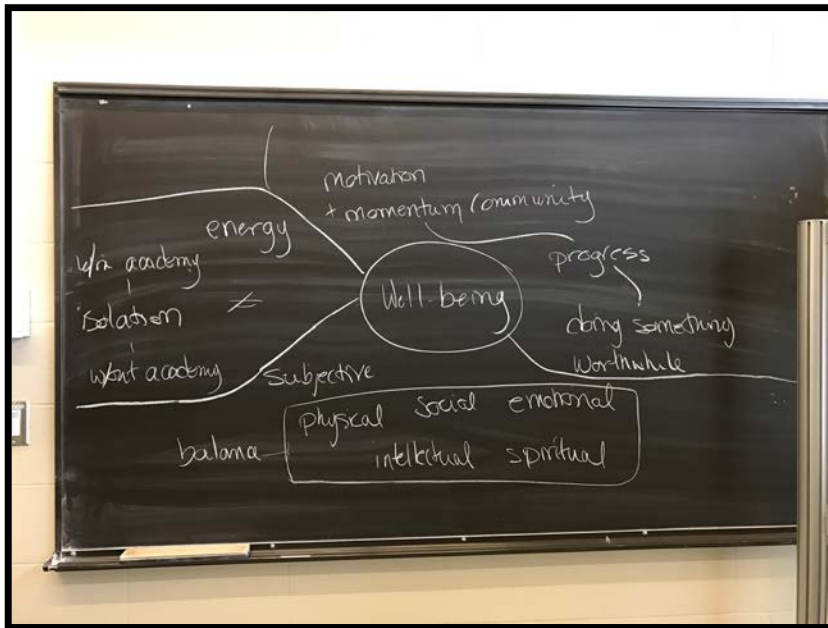 motivation
+ momentum / community
energy
progress
w/in academy
isolation ≠
Well-being
doing something
worthwhile
w/out academy
subjective
physical social emotional
balance
intellectual spiritual